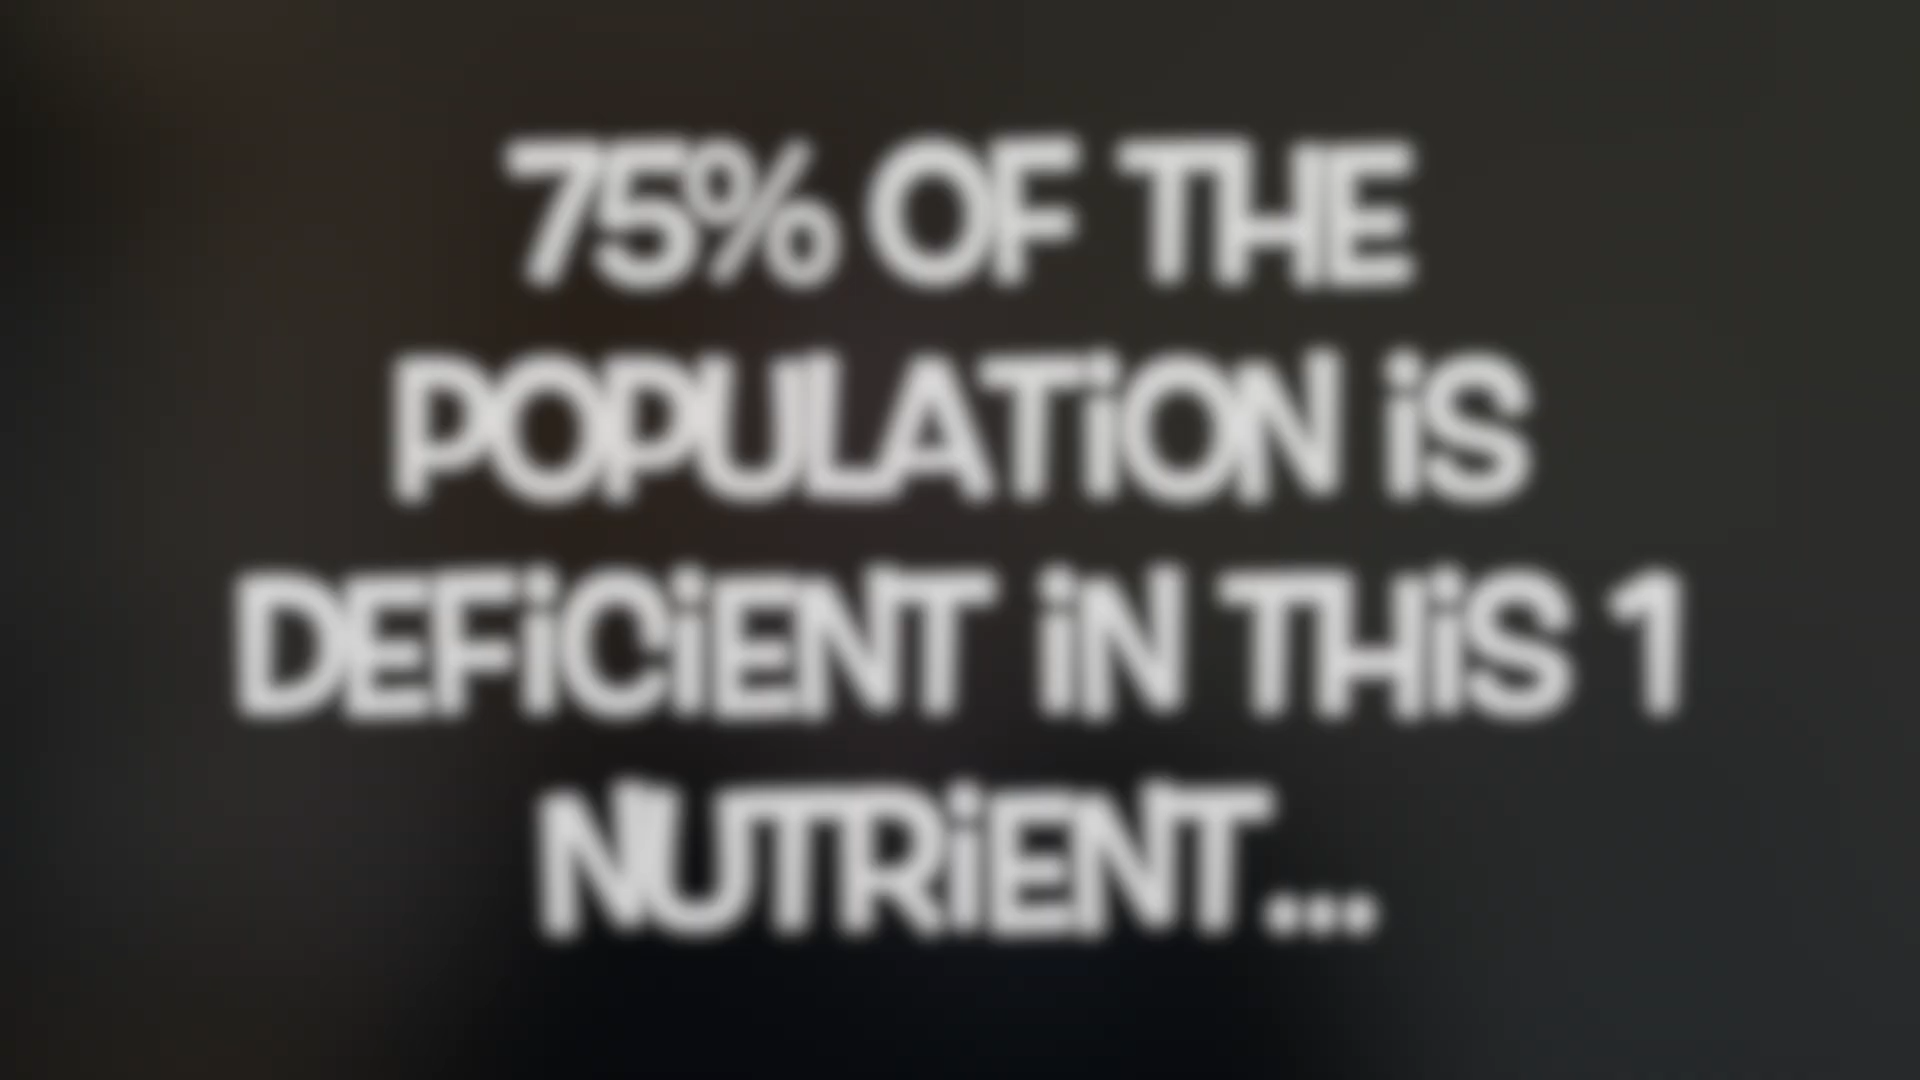 75% OF THE
POPULATiON iS
DEFiCiENT iN THiS 1
NUTRiENT...